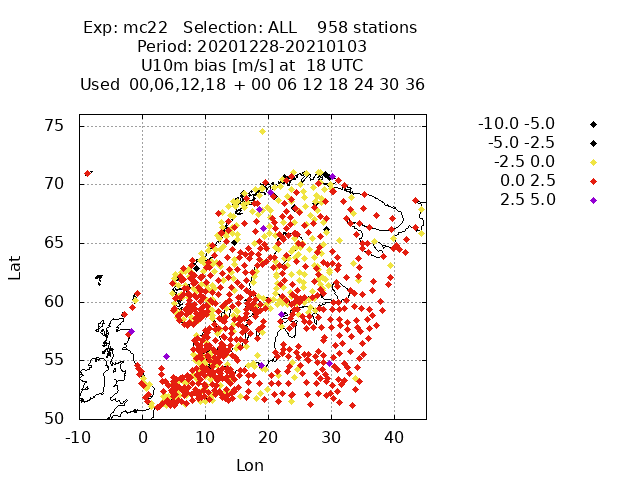 Exp: mc22 Selection: ALL 958 stations
Period: 20201228-20210103
U10m bias [m/s] at 18 UTC
Used 00,06,12,18 + 00 06 12 18 24 30 36
-10.0 -5.0
-5.0 -2.5
-2.5 0.0
0.0 2.5
2.5 5.0
75
70
65
60
55
50
Lat
-10 0 10 20 30 40
Lon